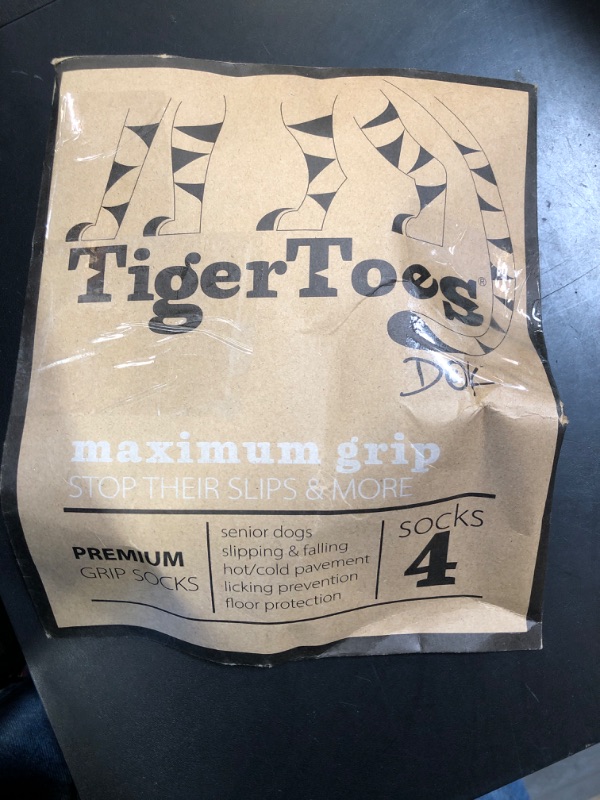 TigerToes®
maximum grip
STOP THEIR SLIPS & MORE
PREMIUM
GRIP SOCKS
senior dogs
slipping & falling
hot/cold pavement
licking prevention
floor protection
socks
4